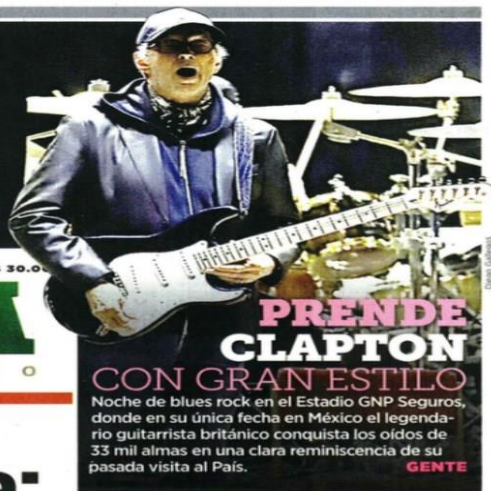 30.0
O
PRENDE
CLAPTON
CON GRAN ESTILO
Noche de blues rock en el Estadio GNP Seguros,
donde en su única fecha en México el legenda-
rio guitarrista británico conquista los oídos de
33 mil almas en una clara reminiscencia de su
pasada visita al País.
GENTE